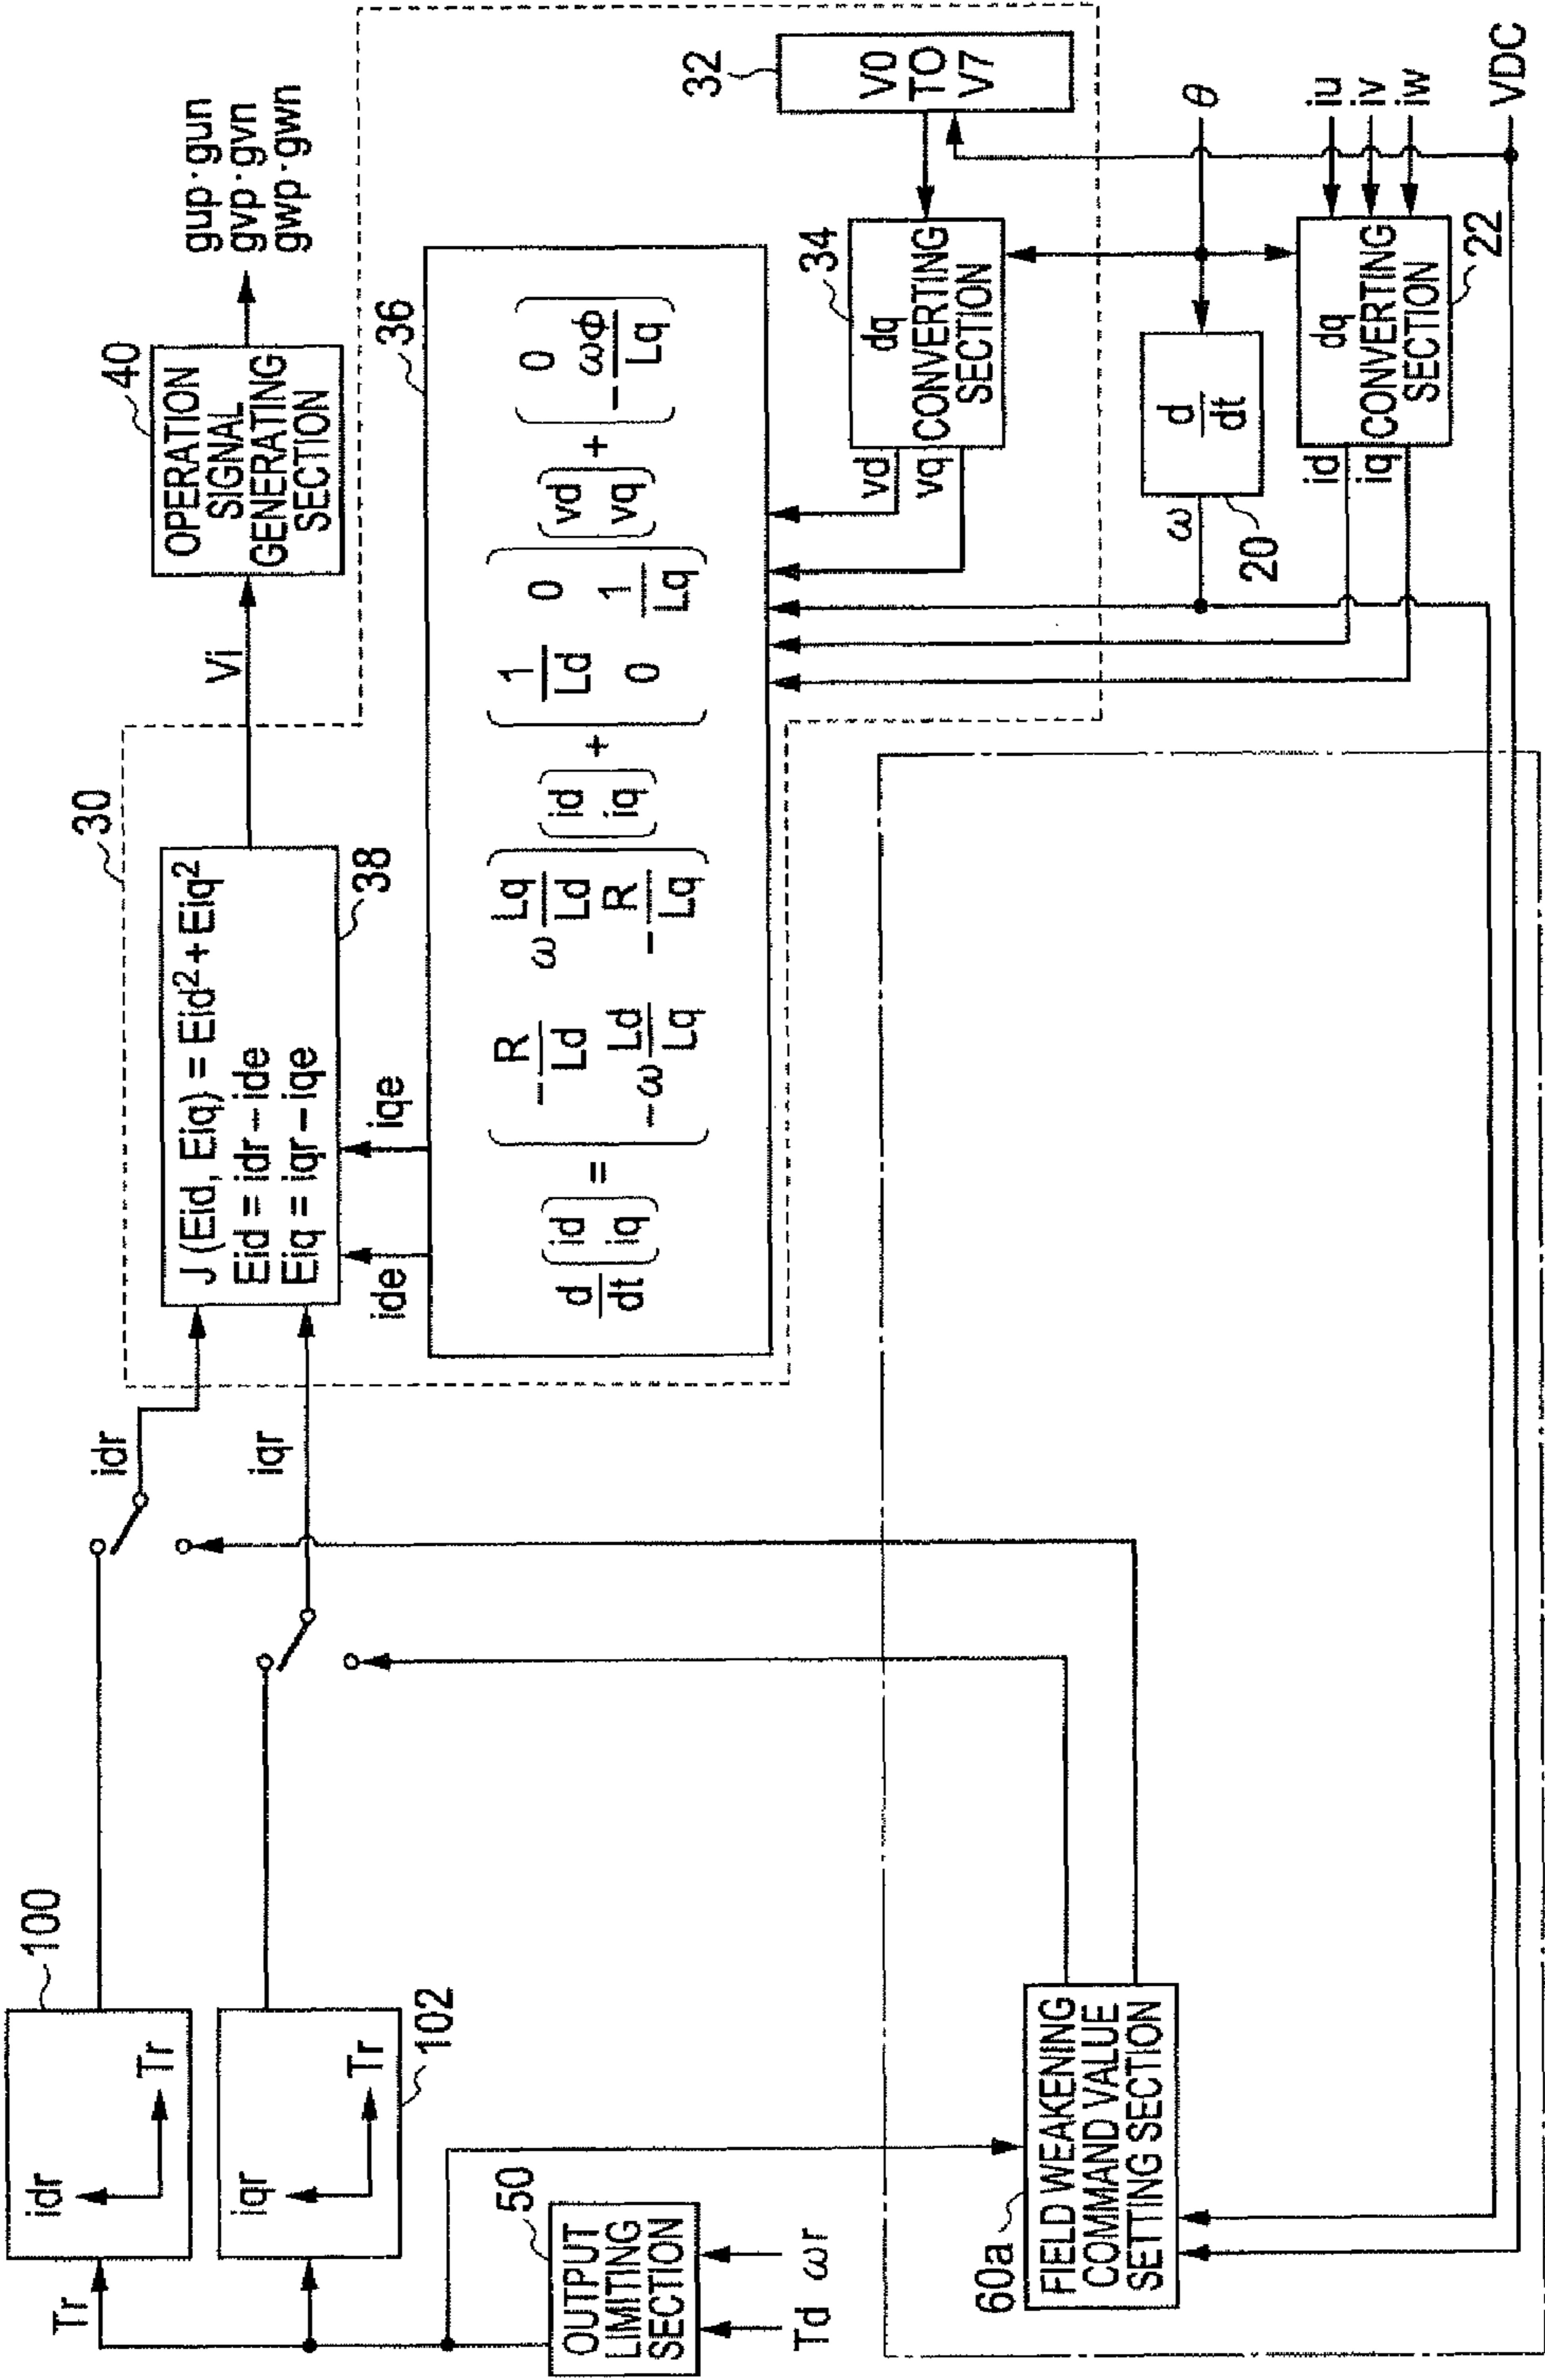 100
idr
Tr
Tr
iqr
Tr
102
50
OUTPUT
LIMITING
SECTION
Td ωr
idr
iqr
30
J (Eid, Eiq) = Eid²+Eiq²
Eid = idr−ide
Eiq = iqr−iqe
38
ide
iqe
Vi
40
OPERATION
SIGNAL
GENERATING
SECTION
gup·gun
gvp·gvn
gwp·gwn
36
d/dt (id iq) = (−R/Ld ω Lq/Ld −ω Ld/Lq −R/Lq) (id iq) + (1/Ld 0 0 1/Lq) (vd vq) + (0 −ωϕ/Lq)
32
V0
TO
V7
34
dq
CONVERTING
SECTION
vd
vq
θ
d/dt
ω
20
iu
iv
iw
dq
CONVERTING
SECTION
22
id
iq
VDC
60a
FIELD WEAKENING
COMMAND VALUE
SETTING SECTION